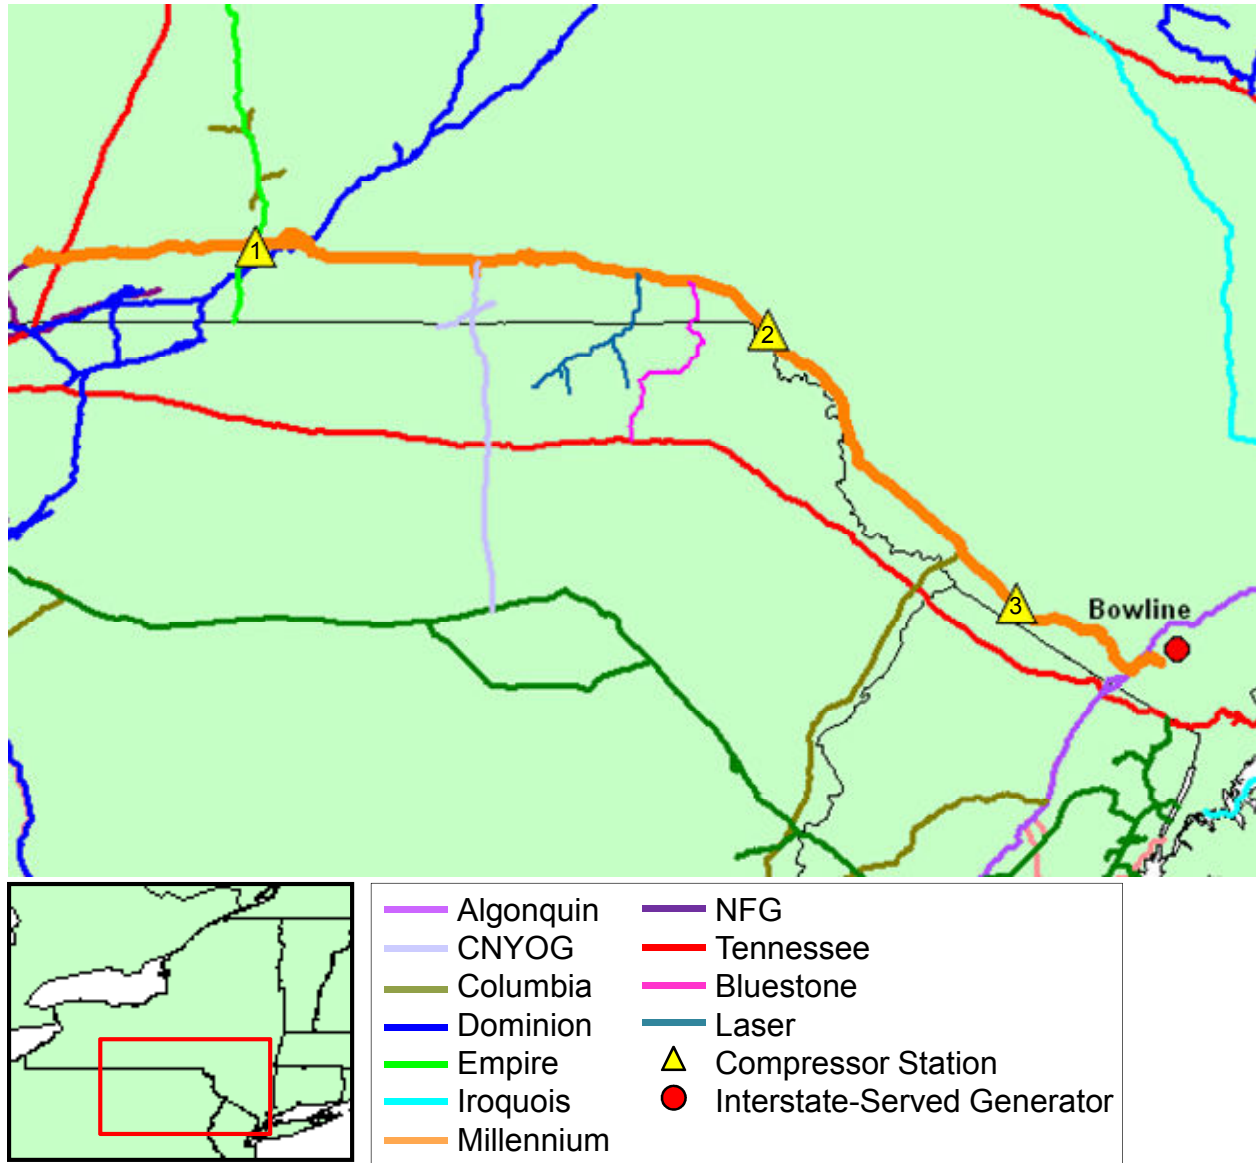 1
2
3
Bowline
Algonquin
CNYOG
Columbia
Dominion
Empire
Iroquois
Millennium
NFG
Tennessee
Bluestone
Laser
Compressor Station
Interstate-Served Generator